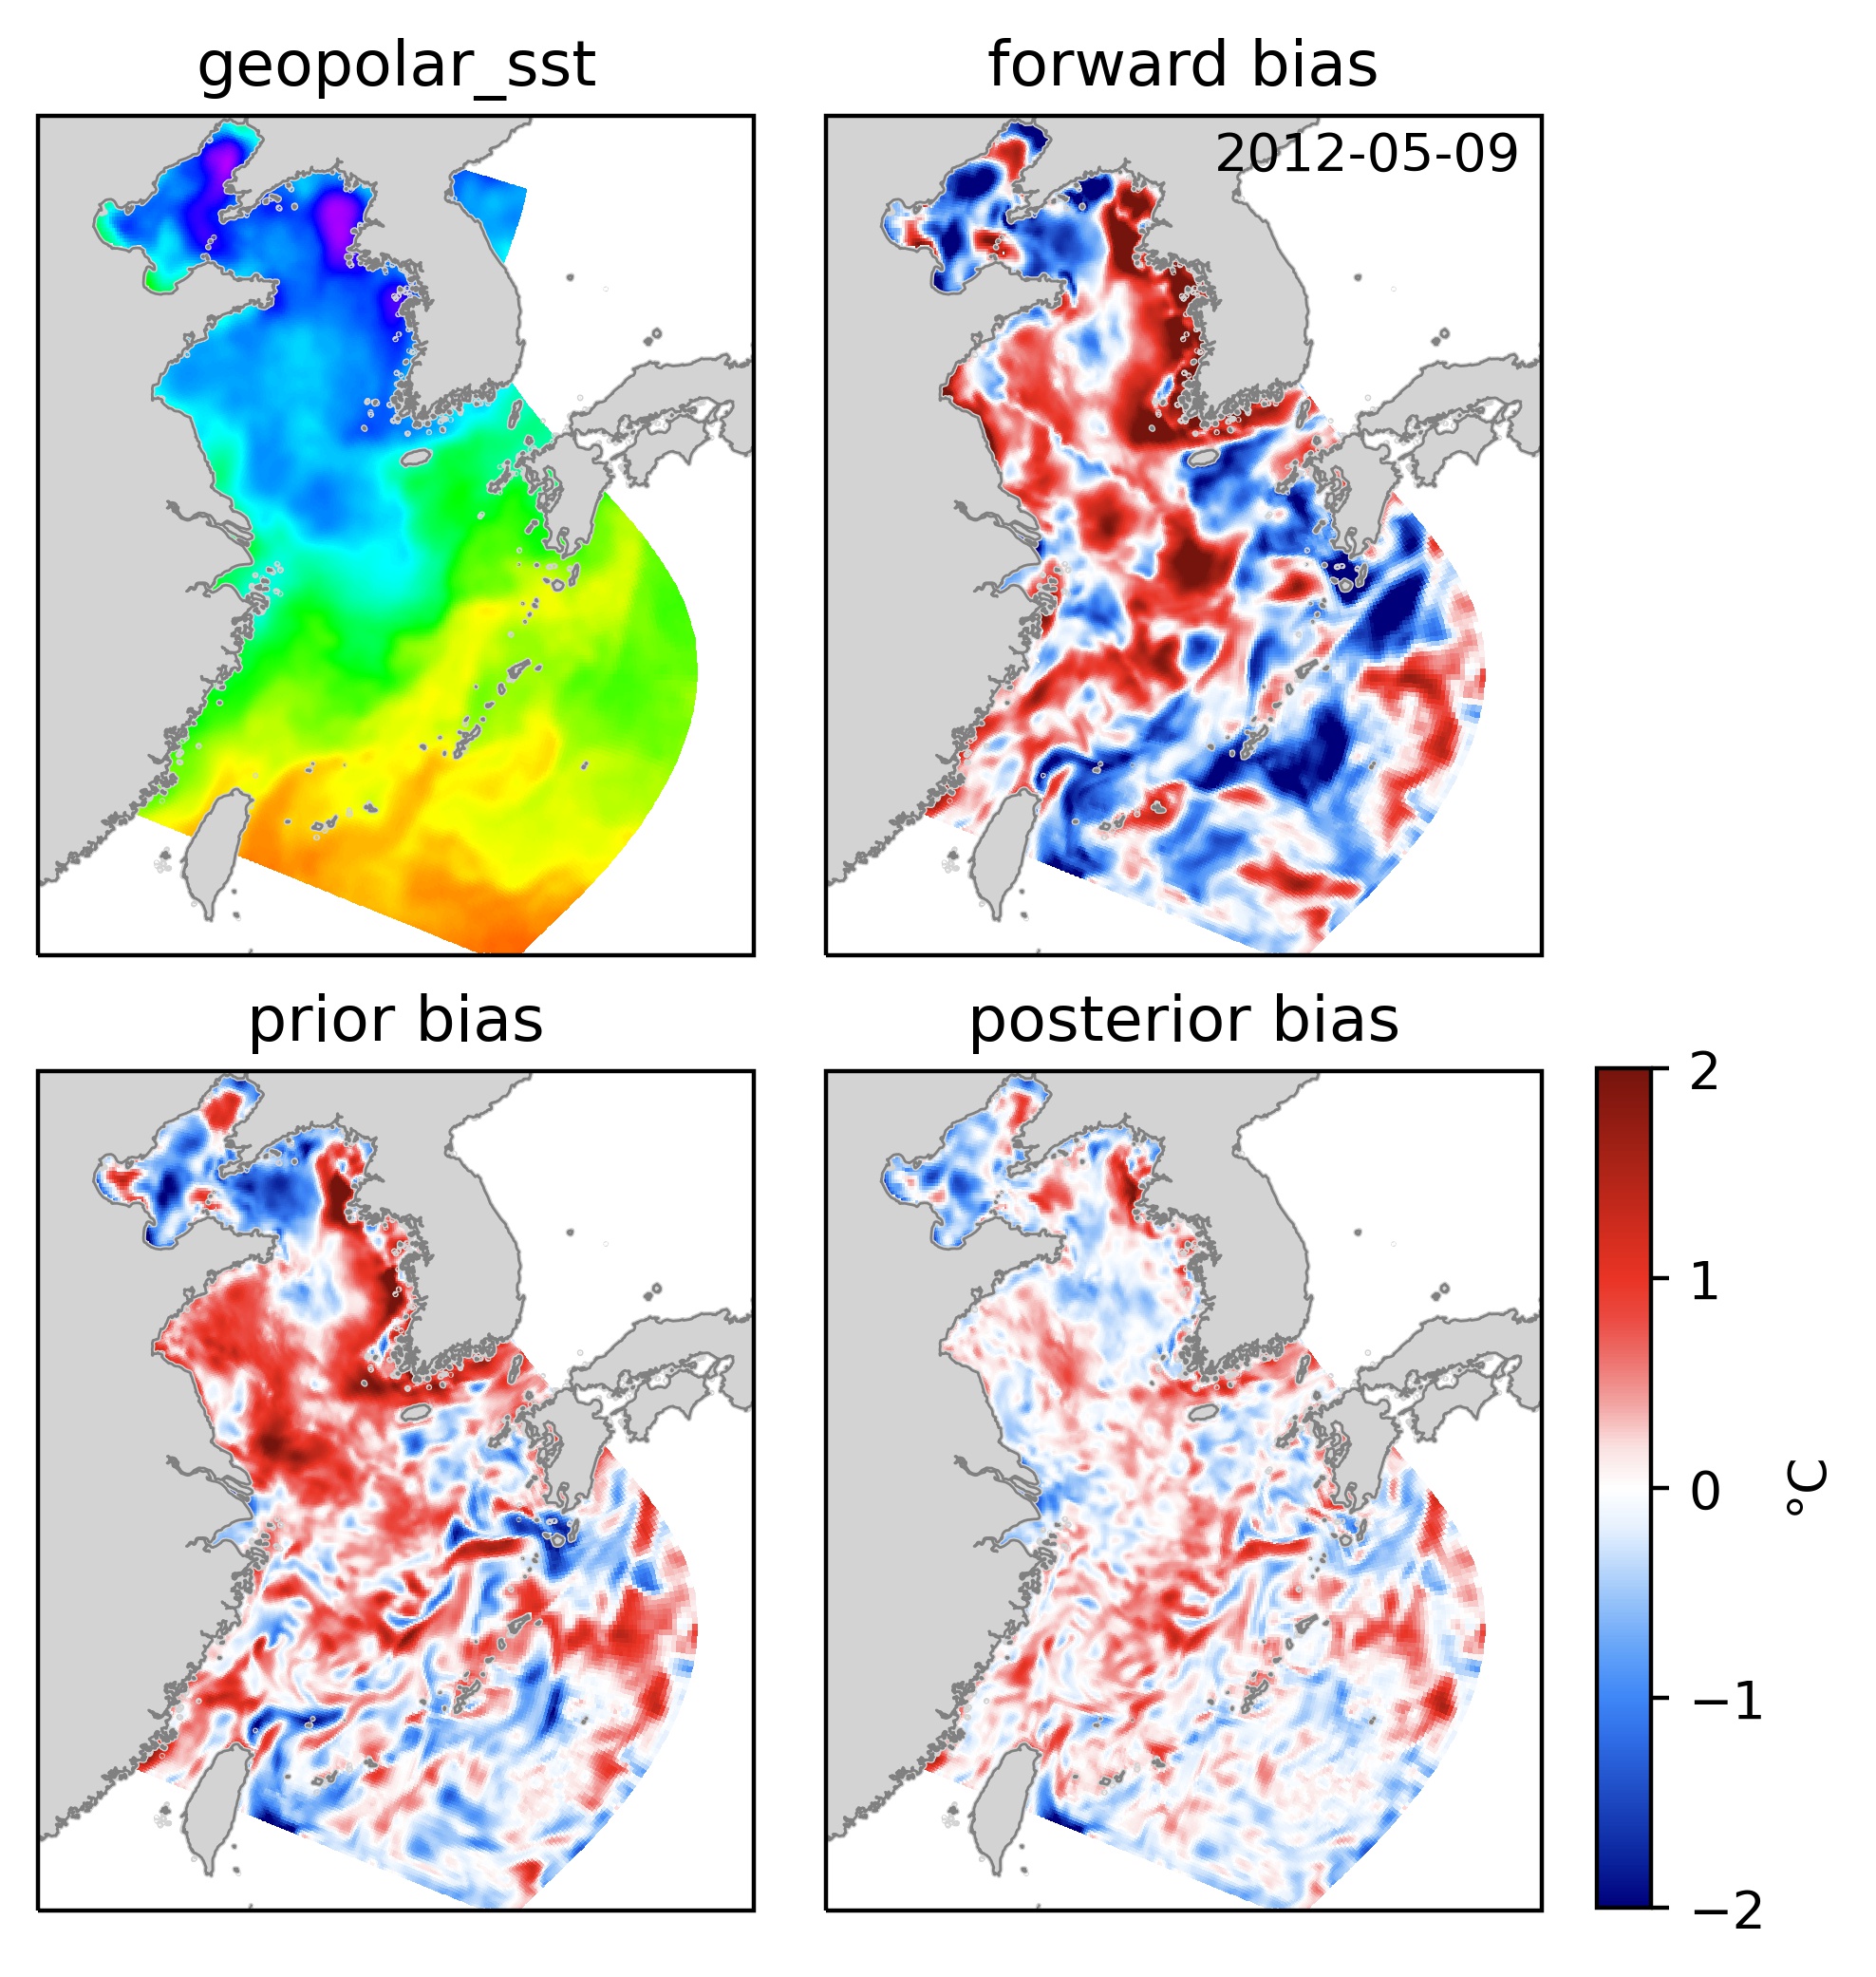 geopolar_sst
forward bias
2012-05-09
prior bias
posterior bias
2
1
0
−1
−2
°C